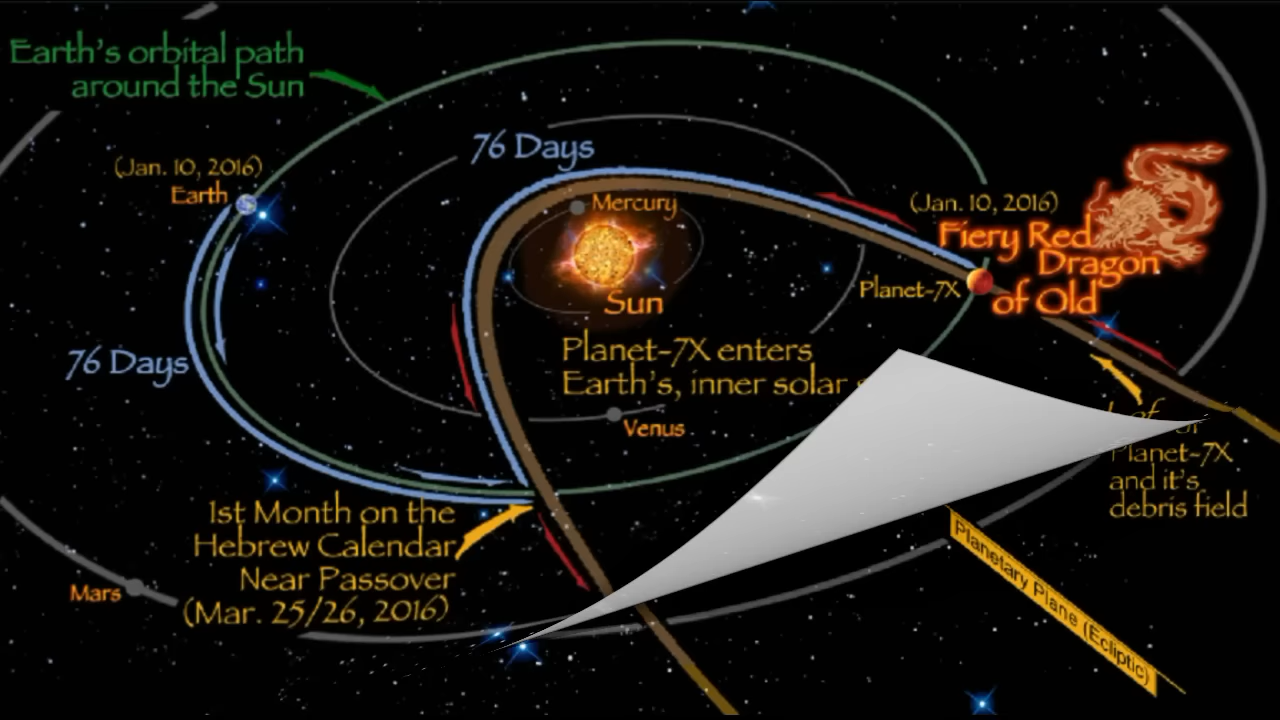 Earth's orbital path
around the Sun
76 Days
(Jan. 10, 2016)
Earth
Mercury
(Jan. 10, 2016)
Fiery Red
Dragon
of Old
Planet-7X
Sun
76 Days
Planet-7X enters
Earth's, inner solar
Venus
of
Planet-7X
and it's
debris field
1st Month on the
Hebrew Calendar
Near Passover
(Mar. 25/26, 2016)
Mars
Planetary Plane (Ecliptic)